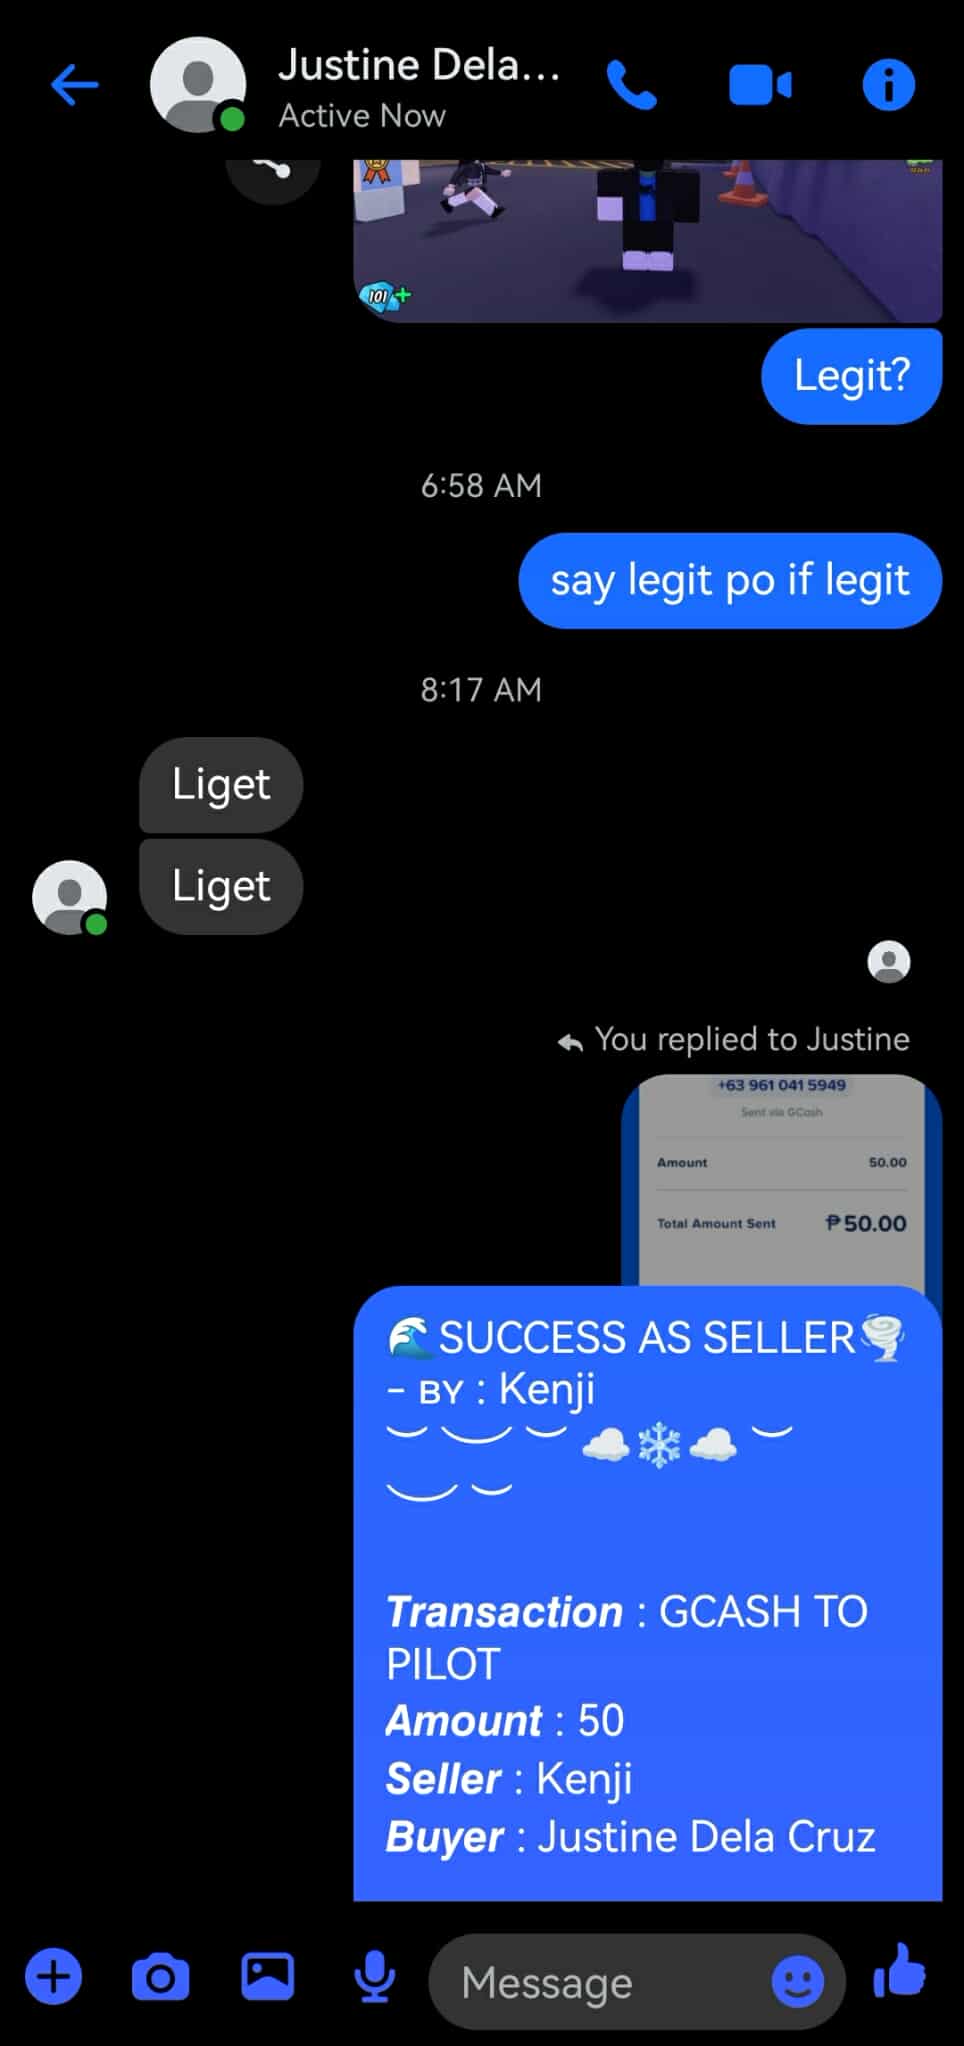 Justine Dela...
Active Now
101
Legit?
6:58 AM
say legit po if legit
8:17 AM
Liget
Liget
You replied to Justine
+63 961 041 5949
Sent via GCash
Amount 50.00
Total Amount Sent ₱50.00
🌊SUCCESS AS SELLER🌪️
- ʙʏ : Kenji
︶ ⏝ ︶ ☁️❄️☁️ ︶
⏝ ︶
Transaction : GCASH TO
PILOT
Amount : 50
Seller : Kenji
Buyer : Justine Dela Cruz
Message